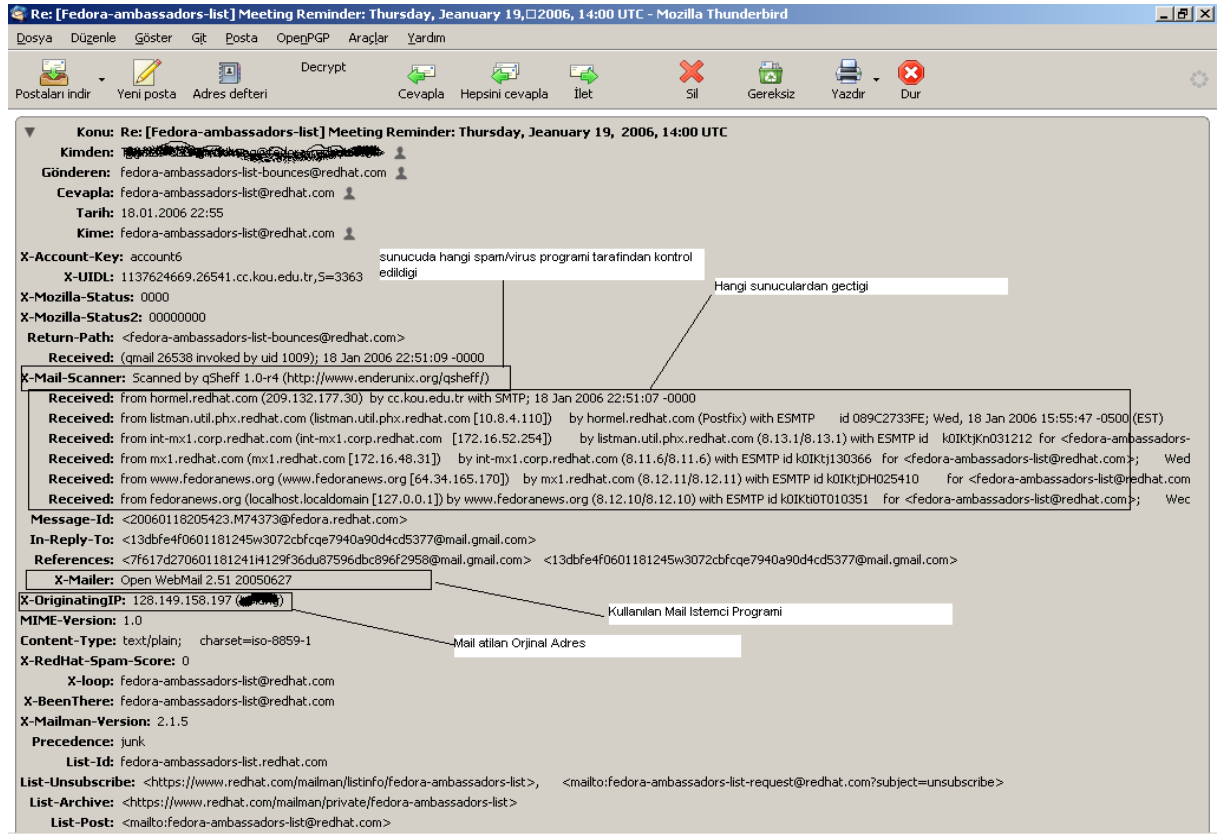 Re: [Fedora-ambassadors-list] Meeting Reminder: Thursday, Jeanuary 19,□2006, 14:00 UTC - Mozilla Thunderbird
Dosya Düzenle Göster Git Posta OpenPGP Araçlar Yardım
Postaları indir Yeni posta Adres defteri Decrypt Cevapla Hepsini cevapla İlet Sil Gereksiz Yazdır Dur
Konu: Re: [Fedora-ambassadors-list] Meeting Reminder: Thursday, Jeanuary 19, 2006, 14:00 UTC
Kimden:
Gönderen: fedora-ambassadors-list-bounces@redhat.com
Cevapla: fedora-ambassadors-list@redhat.com
Tarih: 18.01.2006 22:55
Kime: fedora-ambassadors-list@redhat.com
X-Account-Key: account6
sunucuda hangi spam/virus programi tarafindan kontrol
edildigi
X-UIDL: 1137624669.26541.cc.kou.edu.tr,S=3363
Hangi sunuculardan gectigi
X-Mozilla-Status: 0000
X-Mozilla-Status2: 00000000
Return-Path: <fedora-ambassadors-list-bounces@redhat.com>
Received: (qmail 26538 invoked by uid 1009); 18 Jan 2006 22:51:09 -0000
X-Mail-Scanner: Scanned by qSheff 1.0-r4 (http://www.enderunix.org/qsheff/)
Received: from hormel.redhat.com (209.132.177.30) by cc.kou.edu.tr with SMTP; 18 Jan 2006 22:51:07 -0000
Received: from listman.util.phx.redhat.com (listman.util.phx.redhat.com [10.8.4.110]) by hormel.redhat.com (Postfix) with ESMTP id 089C2733FE; Wed, 18 Jan 2006 15:55:47 -0500 (EST)
Received: from int-mx1.corp.redhat.com (int-mx1.corp.redhat.com [172.16.52.254]) by listman.util.phx.redhat.com (8.13.1/8.13.1) with ESMTP id k0IKtjKn031212 for <fedora-ambassadors-
Received: from mx1.redhat.com (mx1.redhat.com [172.16.48.31]) by int-mx1.corp.redhat.com (8.11.6/8.11.6) with ESMTP id k0IKtj130366 for <fedora-ambassadors-list@redhat.com>; Wed
Received: from www.fedoranews.org (www.fedoranews.org [64.34.165.170]) by mx1.redhat.com (8.12.11/8.12.11) with ESMTP id k0IKtjDH025410 for <fedora-ambassadors-list@redhat.com
Received: from fedoranews.org (localhost.localdomain [127.0.0.1]) by www.fedoranews.org (8.12.10/8.12.10) with ESMTP id k0IKti0T010351 for <fedora-ambassadors-list@redhat.com>; Wec
Message-Id: <20060118205423.M74373@fedora.redhat.com>
In-Reply-To: <13dbfe4f0601181245w3072cbfcqe7940a90d4cd5377@mail.gmail.com>
References: <7f617d270601181241i4129f36du87596dbc896f2958@mail.gmail.com> <13dbfe4f0601181245w3072cbfcqe7940a90d4cd5377@mail.gmail.com>
X-Mailer: Open WebMail 2.51 20050627
X-OriginatingIP: 128.149.158.197
Kullanılan Mail Istemci Programi
MIME-Version: 1.0
Content-Type: text/plain; charset=iso-8859-1
Mail atilan Orjinal Adres
X-RedHat-Spam-Score: 0
X-loop: fedora-ambassadors-list@redhat.com
X-BeenThere: fedora-ambassadors-list@redhat.com
X-Mailman-Version: 2.1.5
Precedence: junk
List-Id: fedora-ambassadors-list.redhat.com
List-Unsubscribe: <https://www.redhat.com/mailman/listinfo/fedora-ambassadors-list>, <mailto:fedora-ambassadors-list-request@redhat.com?subject=unsubscribe>
List-Archive: <https://www.redhat.com/mailman/private/fedora-ambassadors-list>
List-Post: <mailto:fedora-ambassadors-list@redhat.com>